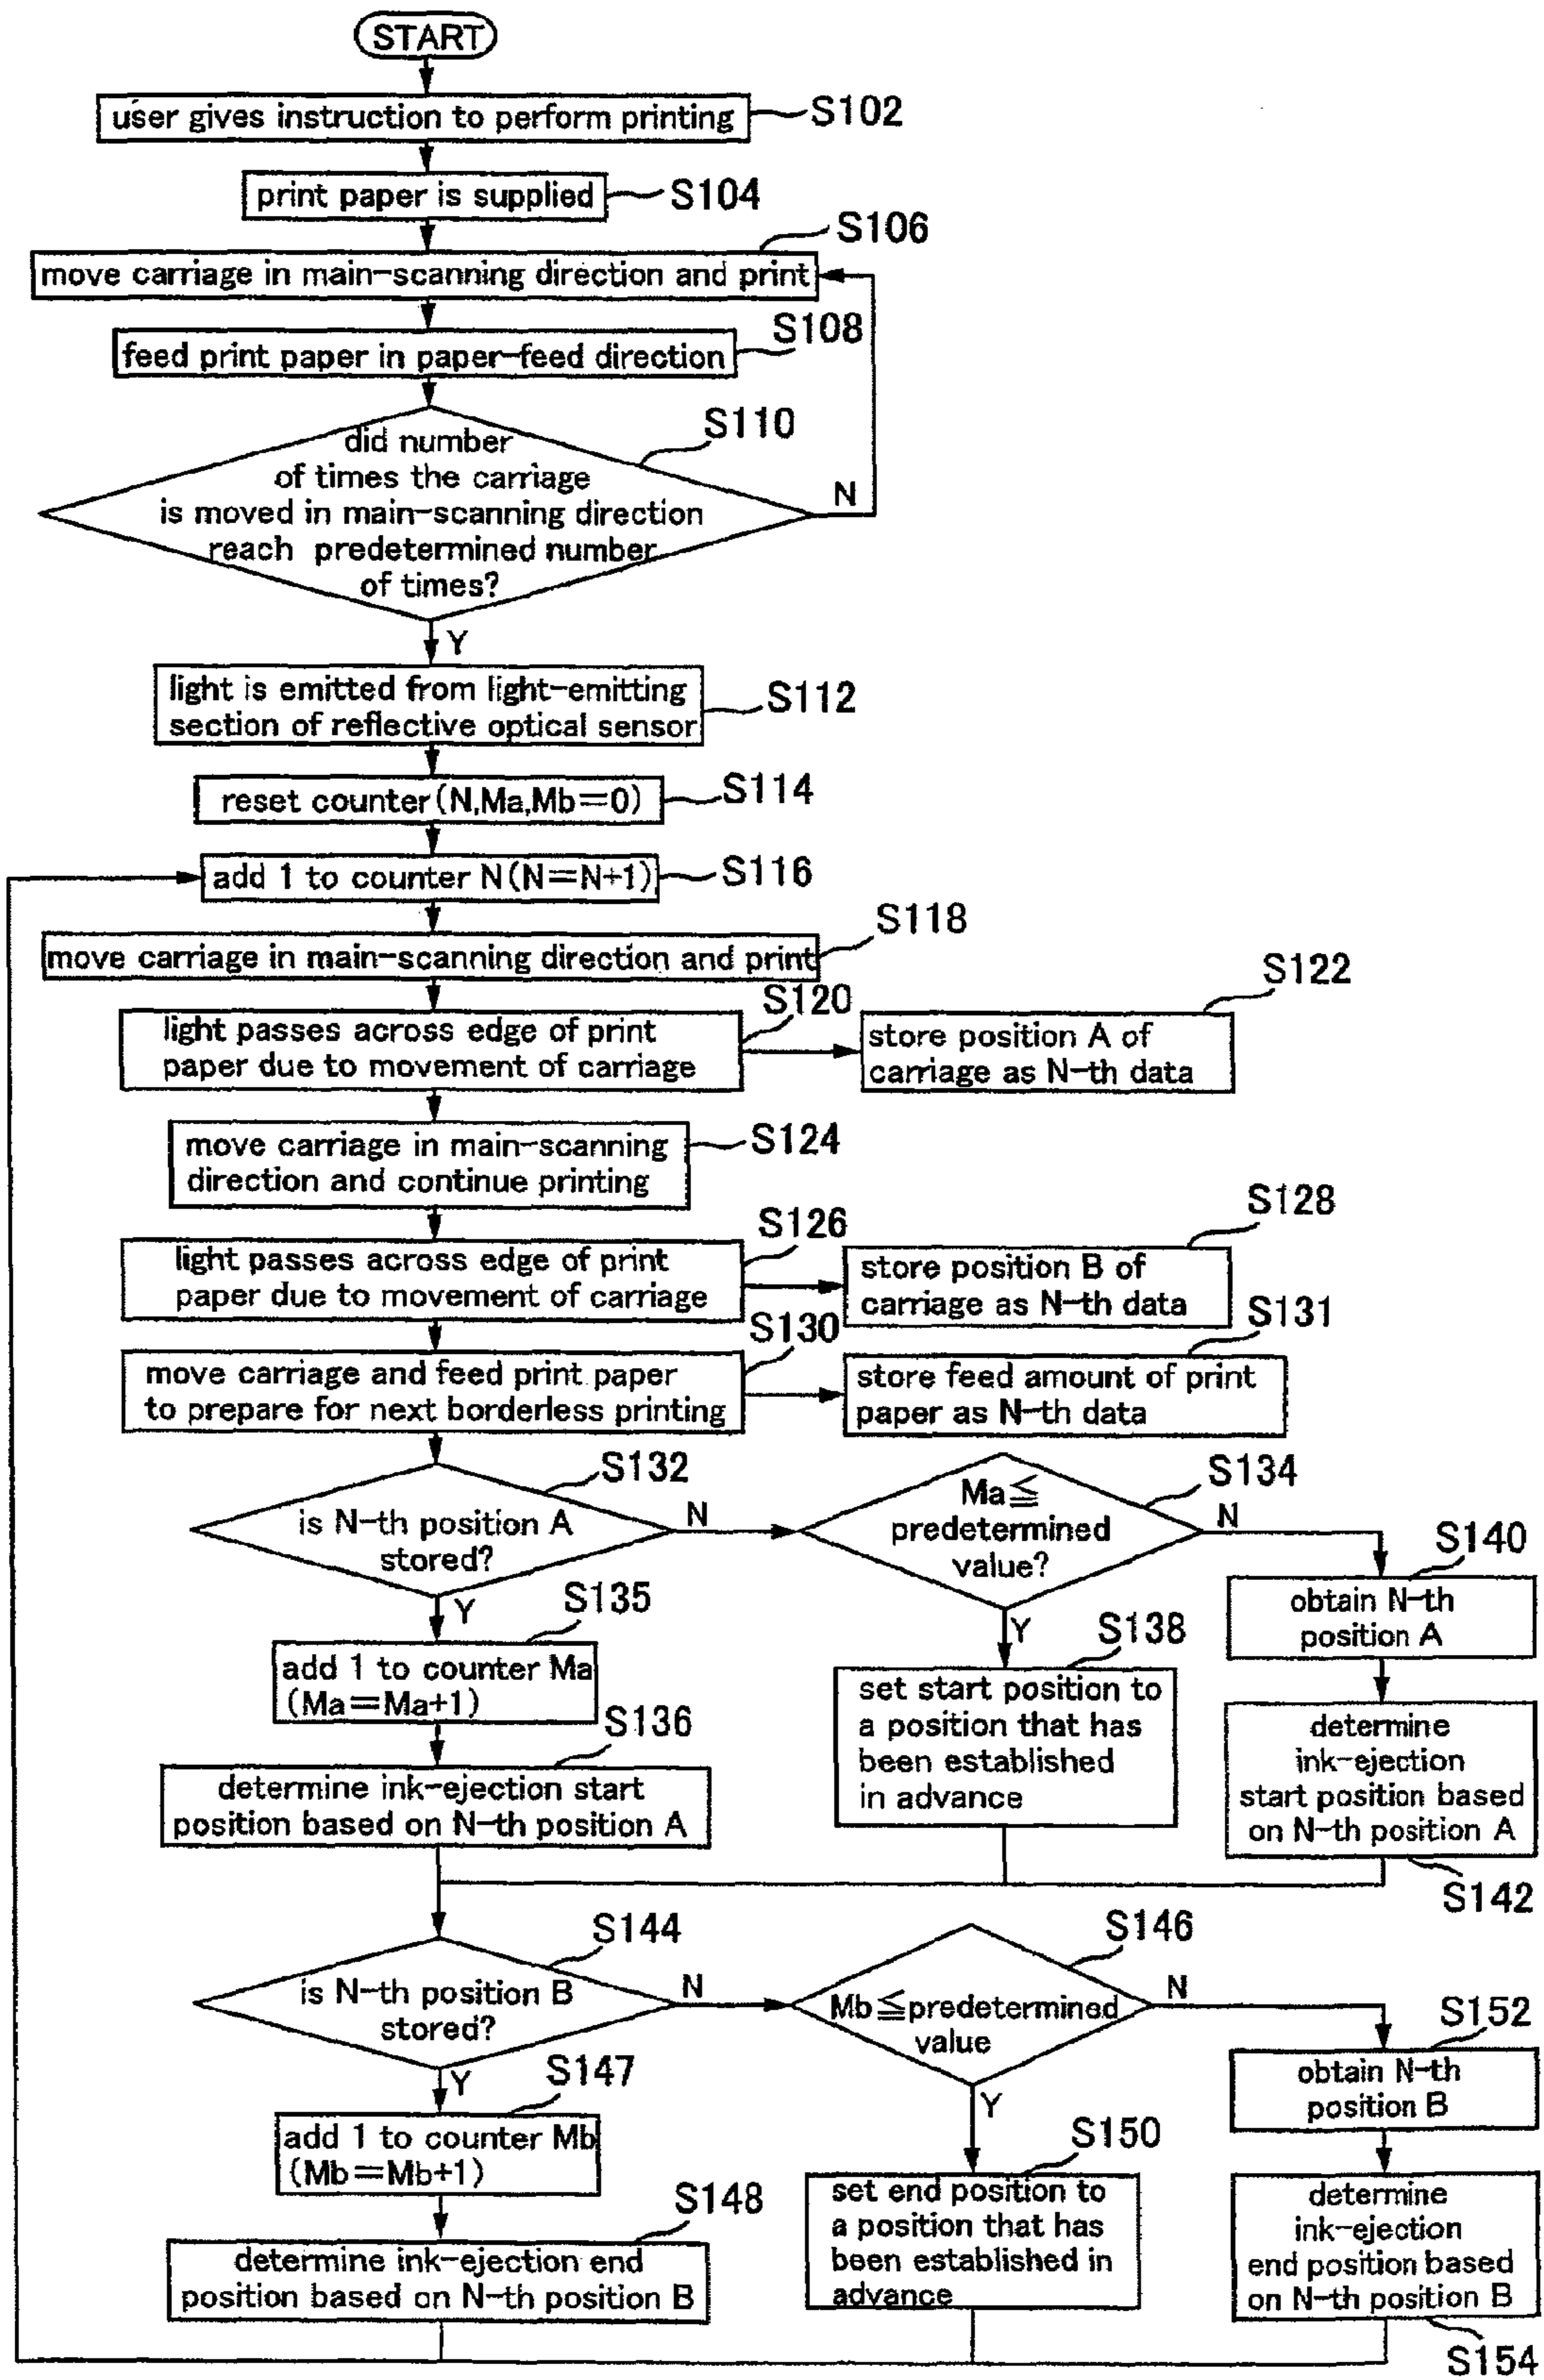 START
user gives instruction to perform printing
S102
print paper is supplied
S104
S106
move carriage in main-scanning direction and print
S108
feed print paper in paper-feed direction
S110
did number
of times the carriage
is moved in main-scanning direction
reach predetermined number
of times?
N
Y
light is emitted from light-emitting
section of reflective optical sensor
S112
reset counter(N,Ma,Mb=0)
S114
add 1 to counter N(N=N+1)
S116
S118
move carriage in main-scanning direction and print
S120
light passes across edge of print
paper due to movement of carriage
S122
store position A of
carriage as N-th data
move carriage in main-scanning
direction and continue printing
S124
S126
light passes across edge of print
paper due to movement of carriage
S128
store position B of
carriage as N-th data
S130
move carriage and feed print paper
to prepare for next borderless printing
S131
store feed amount of print
paper as N-th data
S132
is N-th position A
stored?
N
Y
S134
Ma≦
predetermined
value?
N
Y
S135
add 1 to counter Ma
(Ma=Ma+1)
S136
determine ink-ejection start
position based on N-th position A
S138
set start position to
a position that has
been established
in advance
S140
obtain N-th
position A
determine
ink-ejection
start position based
on N-th position A
S142
S144
is N-th position B
stored?
N
Y
S146
Mb≦predetermined
value
N
Y
S147
add 1 to counter Mb
(Mb=Mb+1)
S148
determine ink-ejection end
position based on N-th position B
S150
set end position to
a position that has
been established in
advance
S152
obtain N-th
position B
determine
ink-ejection
end position based
on N-th position B
S154